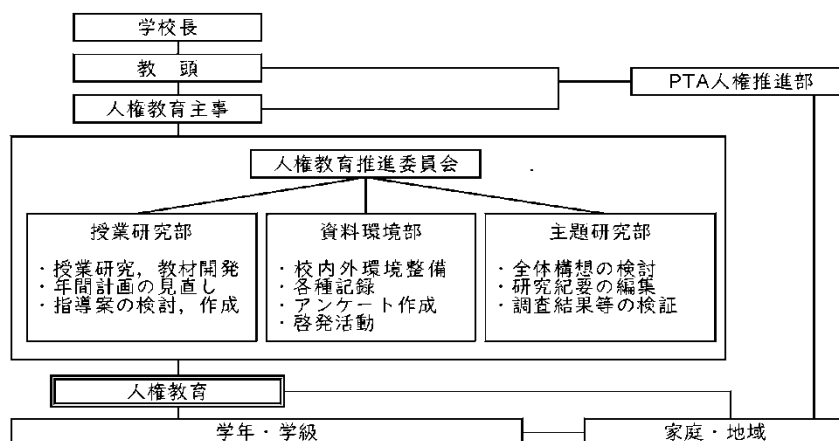 学校長
教　頭
PTA人権推進部
人権教育主事
人権教育推進委員会
授業研究部
・授業研究，教材開発
・年間計画の見直し
・指導案の検討，作成
資料環境部
・校内外環境整備
・各種記録
・アンケート作成
・啓発活動
主題研究部
・全体構想の検討
・研究紀要の編集
・調査結果等の検証
人権教育
学年・学級
家庭・地域